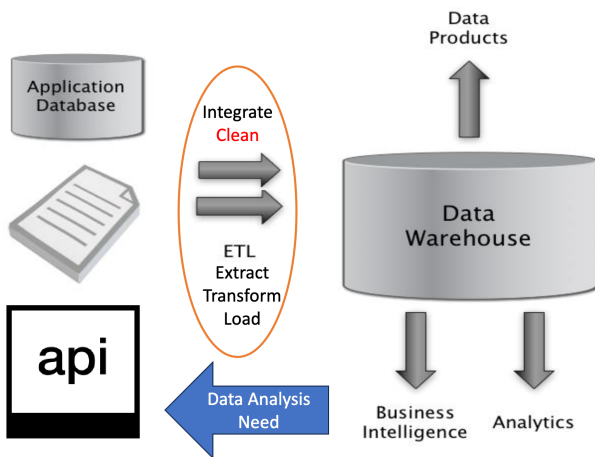 Data
Products
Application
Database
Integrate
Clean
Data
Warehouse
ETL
Extract
Transform
Load
api
Data Analysis
Need
Business
Intelligence
Analytics